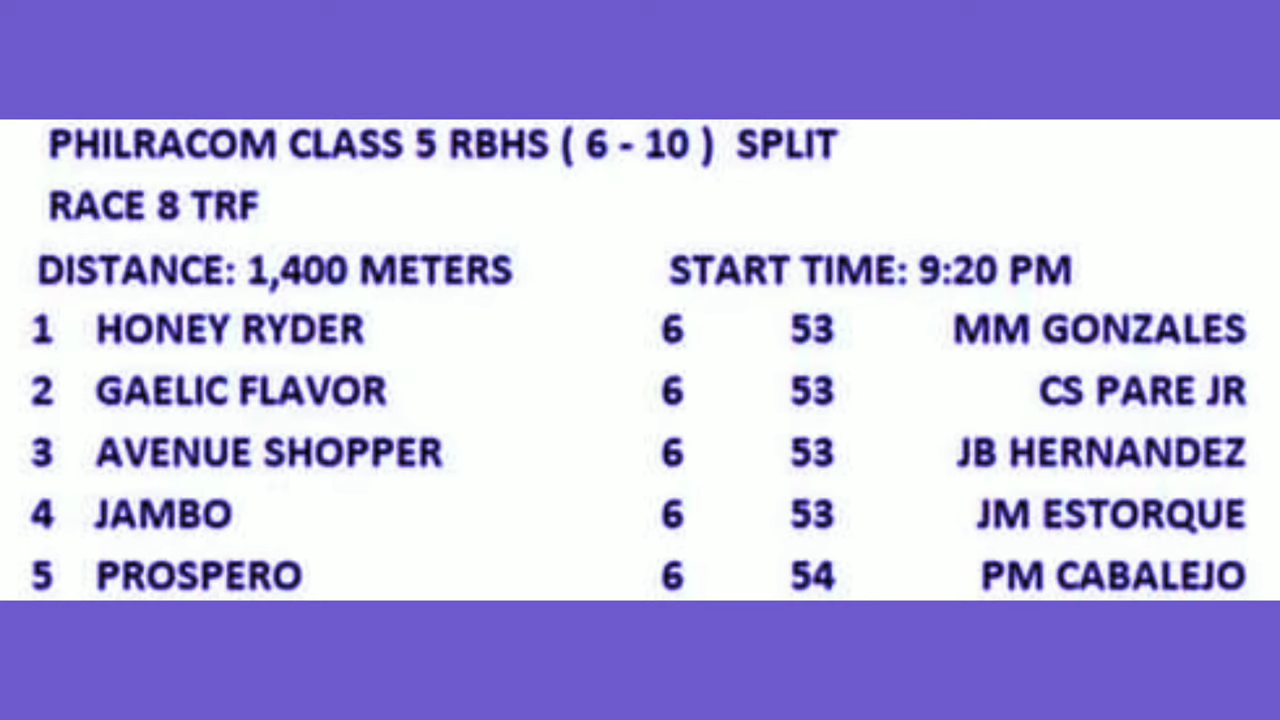 PHILRACOM CLASS 5 RBHS ( 6 - 10 ) SPLIT
RACE 8 TRF
DISTANCE: 1,400 METERS START TIME: 9:20 PM
1 HONEY RYDER 6 53 MM GONZALES
2 GAELIC FLAVOR 6 53 CS PARE JR
3 AVENUE SHOPPER 6 53 JB HERNANDEZ
4 JAMBO 6 53 JM ESTORQUE
5 PROSPERO 6 54 PM CABALEJO